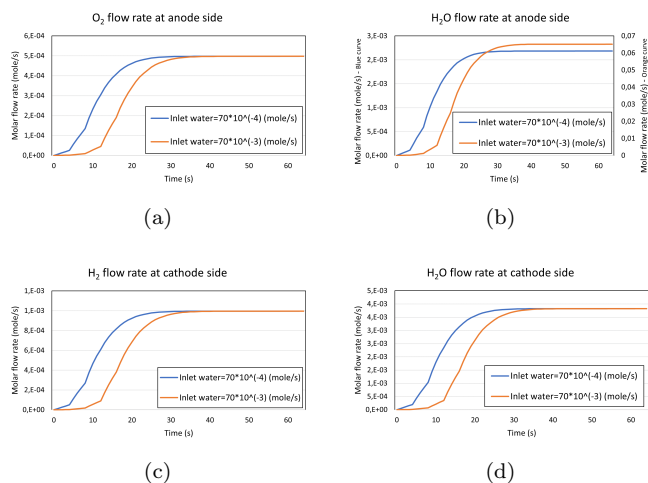 O2 flow rate at anode side
Molar flow rate (mole/s)
6,E-04
5,E-04
4,E-04
3,E-04
2,E-04
1,E-04
0,E+00
0 10 20 30 40 50 60
Time (s)
Inlet water=70*10^(-4) (mole/s)
Inlet water=70*10^(-3) (mole/s)
(a)
H2O flow rate at anode side
Molar flow rate (mole/s) - Blue curve
3,E-03
2,E-03
2,E-03
1,E-03
5,E-04
0,E+00
0 10 20 30 40 50 60
Time (s)
Inlet water=70*10^(-4) (mole/s)
Inlet water=70*10^(-3) (mole/s)
0,07
0,06
0,05
0,04
0,03
0,02
0,01
0
Molar flow rate (mole/s) - Orange curve
(b)
H2 flow rate at cathode side
Molar flow rate (mole/s)
1,E-03
1,E-03
8,E-04
6,E-04
4,E-04
2,E-04
0,E+00
0 10 20 30 40 50 60
Time (s)
Inlet water=70*10^(-4) (mole/s)
Inlet water=70*10^(-3) (mole/s)
(c)
H2O flow rate at cathode side
Molar flow rate (mole/s)
5,E-03
4,E-03
4,E-03
3,E-03
3,E-03
2,E-03
2,E-03
1,E-03
5,E-04
0,E+00
0 10 20 30 40 50 60
Time (s)
Inlet water=70*10^(-4) (mole/s)
Inlet water=70*10^(-3) (mole/s)
(d)